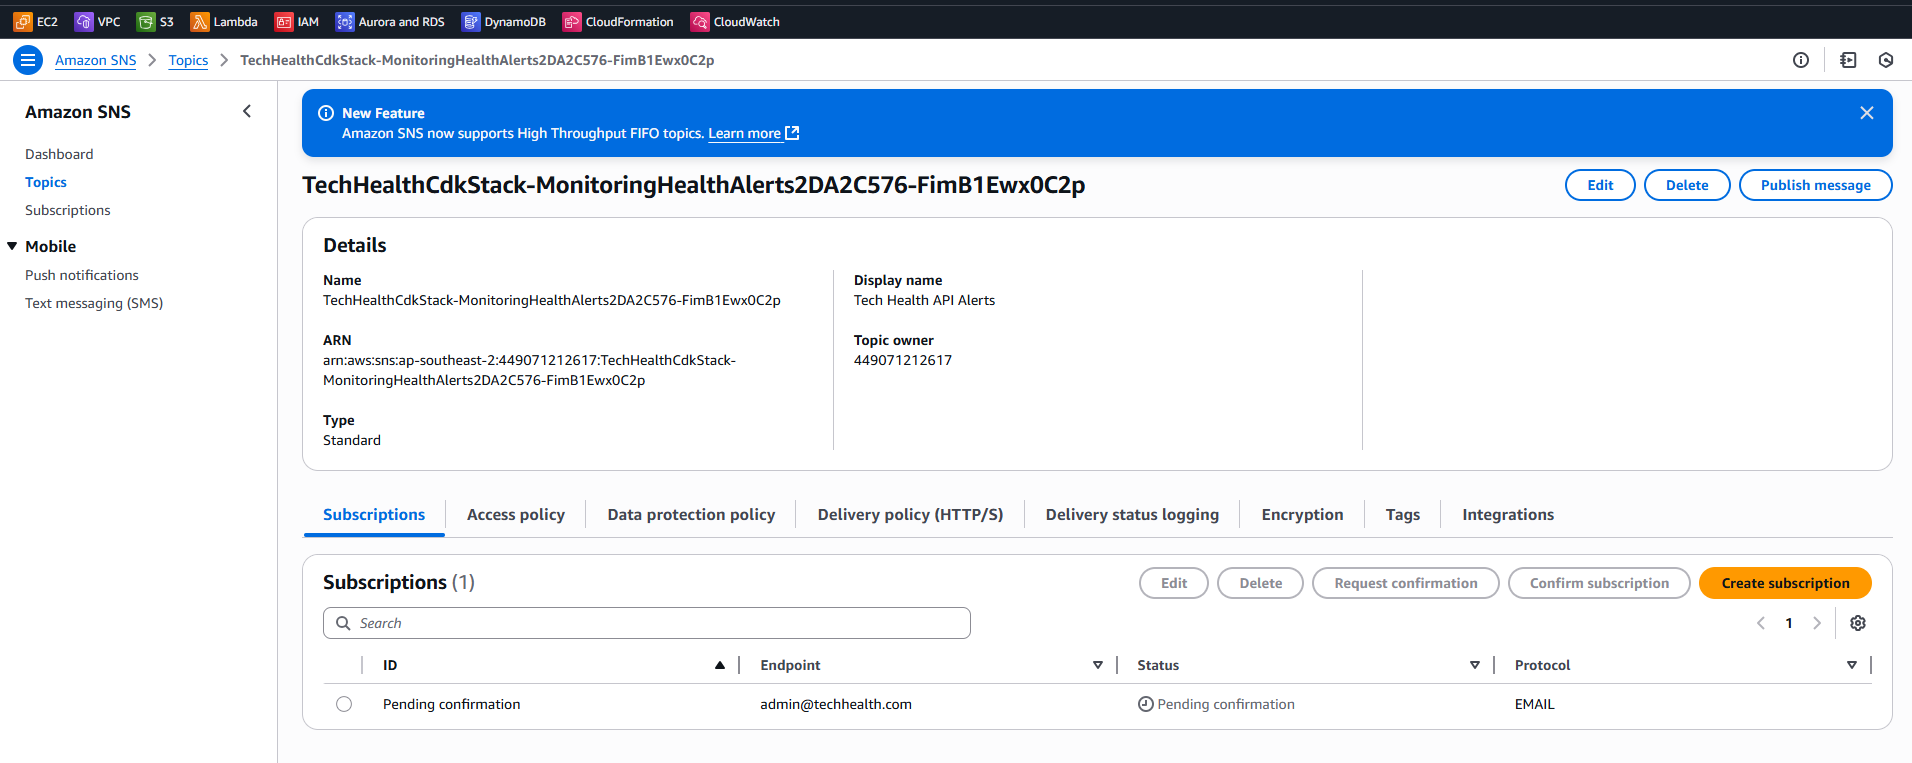 EC2 VPC S3 Lambda IAM Aurora and RDS DynamoDB CloudFormation CloudWatch
Amazon SNS Topics TechHealthCdkStack-MonitoringHealthAlerts2DA2C576-FimB1Ewx0C2p
Amazon SNS
Dashboard
Topics
Subscriptions
Mobile
Push notifications
Text messaging (SMS)
New Feature
Amazon SNS now supports High Throughput FIFO topics. Learn more
TechHealthCdkStack-MonitoringHealthAlerts2DA2C576-FimB1Ewx0C2p
Edit Delete Publish message
Details
Name
TechHealthCdkStack-MonitoringHealthAlerts2DA2C576-FimB1Ewx0C2p
ARN
arn:aws:sns:ap-southeast-2:449071212617:TechHealthCdkStack-
MonitoringHealthAlerts2DA2C576-FimB1Ewx0C2p
Type
Standard
Display name
Tech Health API Alerts
Topic owner
449071212617
Subscriptions Access policy Data protection policy Delivery policy (HTTP/S) Delivery status logging Encryption Tags Integrations
Subscriptions (1)
Edit Delete Request confirmation Confirm subscription Create subscription
Search
1
ID Endpoint Status Protocol
Pending confirmation admin@techhealth.com Pending confirmation EMAIL